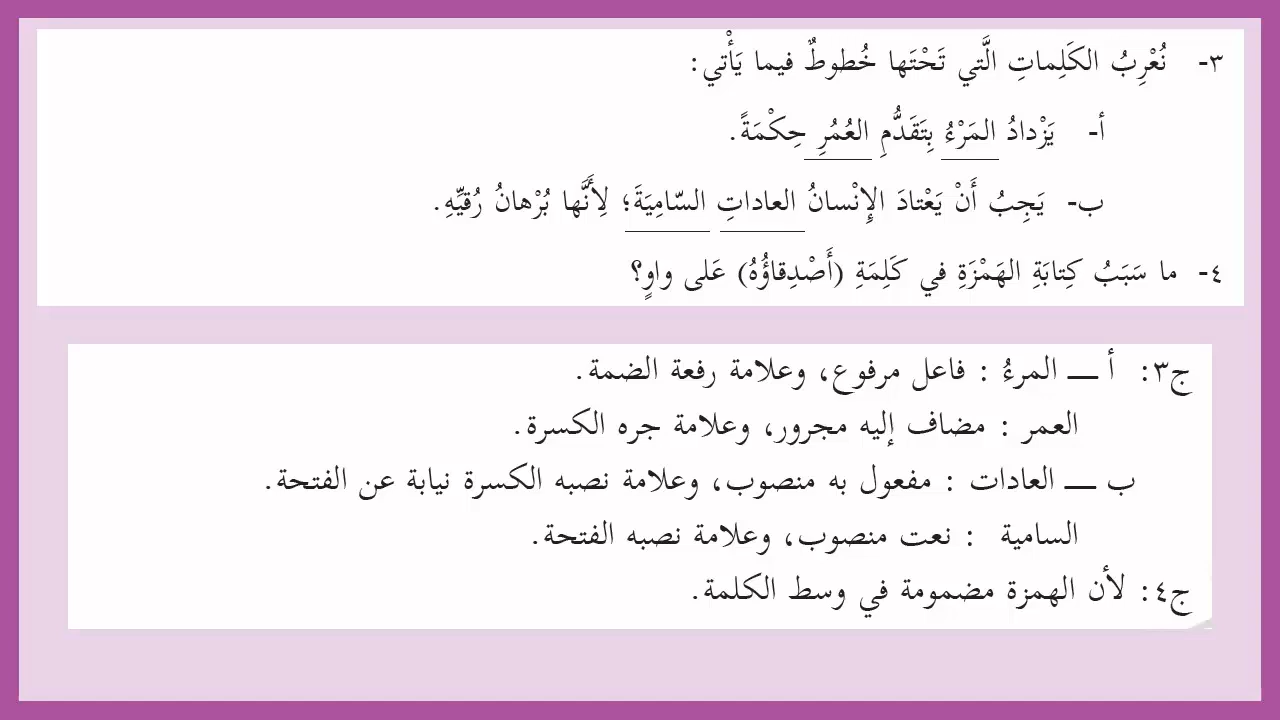 ٣- نُعْرِبُ الكَلِماتِ الَّتي تَحْتَها خُطوطٌ فيما يَأْتي:
أ- يَزْدادُ المَرْءُ بِتَقَدُّمِ العُمُرِ حِكْمَةً.
ب- يَجِبُ أَنْ يَعْتادَ الإِنْسانُ العاداتِ السّامِيَةَ؛ لِأَنَّها بُرْهانُ رُقيِّهِ.
٤- ما سَبَبُ كِتابَةِ الهَمْزَةِ في كَلِمَةِ (أَصْدِقاؤُهُ) عَلى واوٍ؟
ج٣: أ ـــ المرءُ : فاعل مرفوع، وعلامة رفعة الضمة.
العمر : مضاف إليه مجرور، وعلامة جره الكسرة.
ب ـــ العادات : مفعول به منصوب، وعلامة نصبه الكسرة نيابة عن الفتحة.
السامية : نعت منصوب، وعلامة نصبه الفتحة.
ج٤: لأن الهمزة مضمومة في وسط الكلمة.